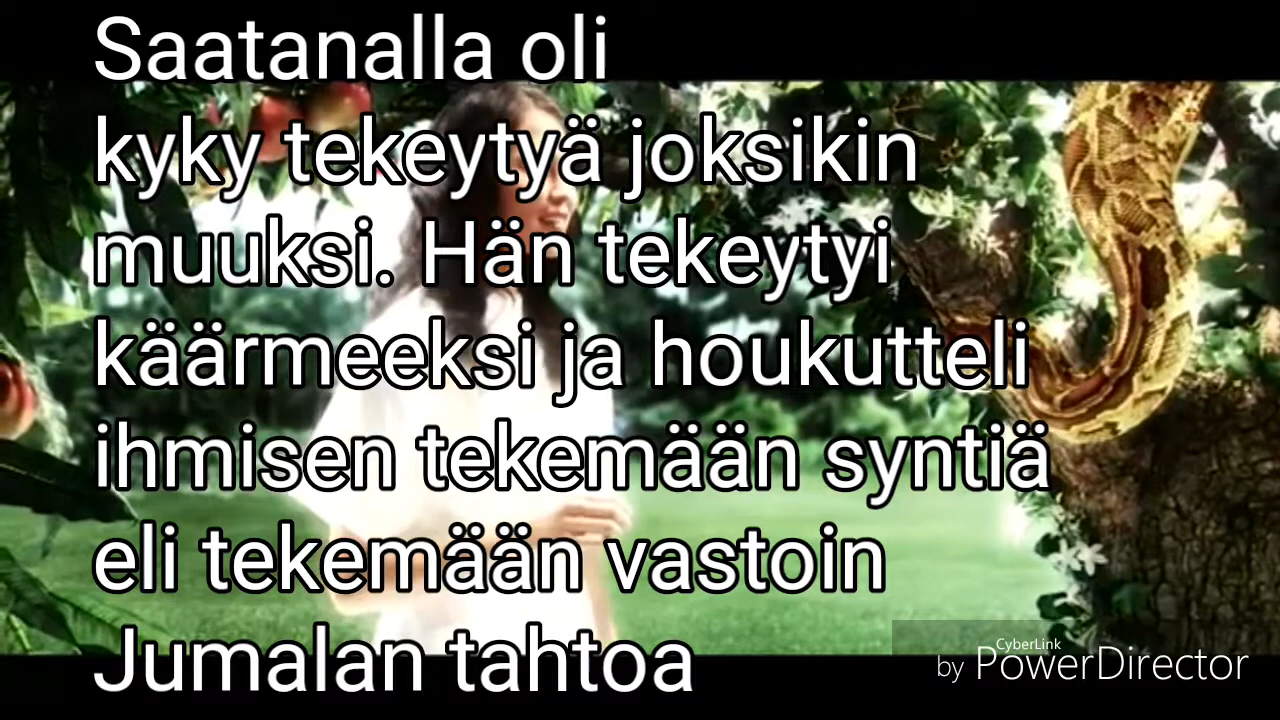 Saatanalla oli
kyky tekeytyä joksikin
muuksi. Hän tekeytyi
käärmeeksi ja houkutteli
ihmisen tekemään syntiä
eli tekemään vastoin
Jumalan tahtoa
CyberLink
by PowerDirector